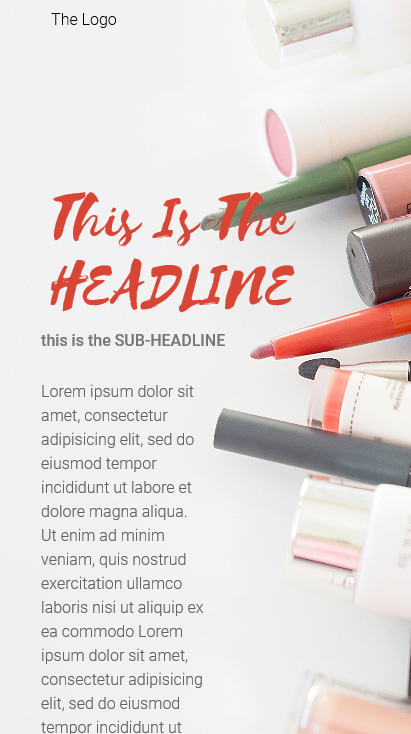 The Logo
This Is The
HEADLINE
this is the SUB-HEADLINE
Lorem ipsum dolor sit
amet, consectetur
adipisicing elit, sed do
eiusmod tempor
incididunt ut labore et
dolore magna aliqua.
Ut enim ad minim
veniam, quis nostrud
exercitation ullamco
laboris nisi ut aliquip ex
ea commodo Lorem
ipsum dolor sit amet,
consectetur adipisicing
elit, sed do eiusmod
tempor incididunt ut